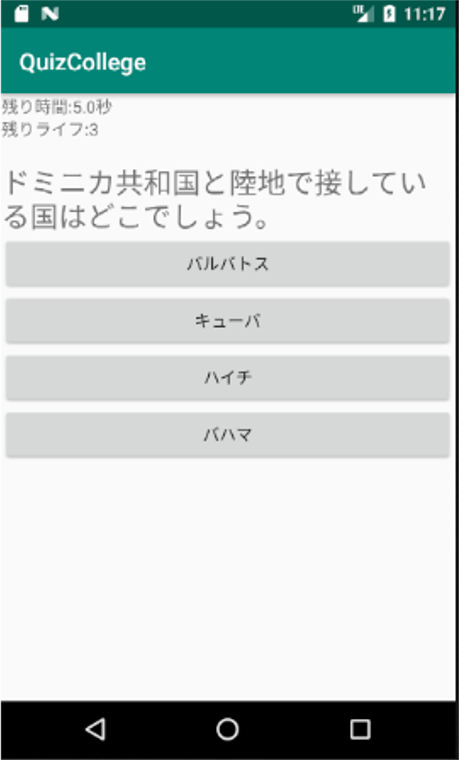 11:17
QuizCollege
残り時間:5.0秒
残りライフ:3
ドミニカ共和国と陸地で接してい
る国はどこでしょう。
バルバトス
キューバ
ハイチ
バハマ